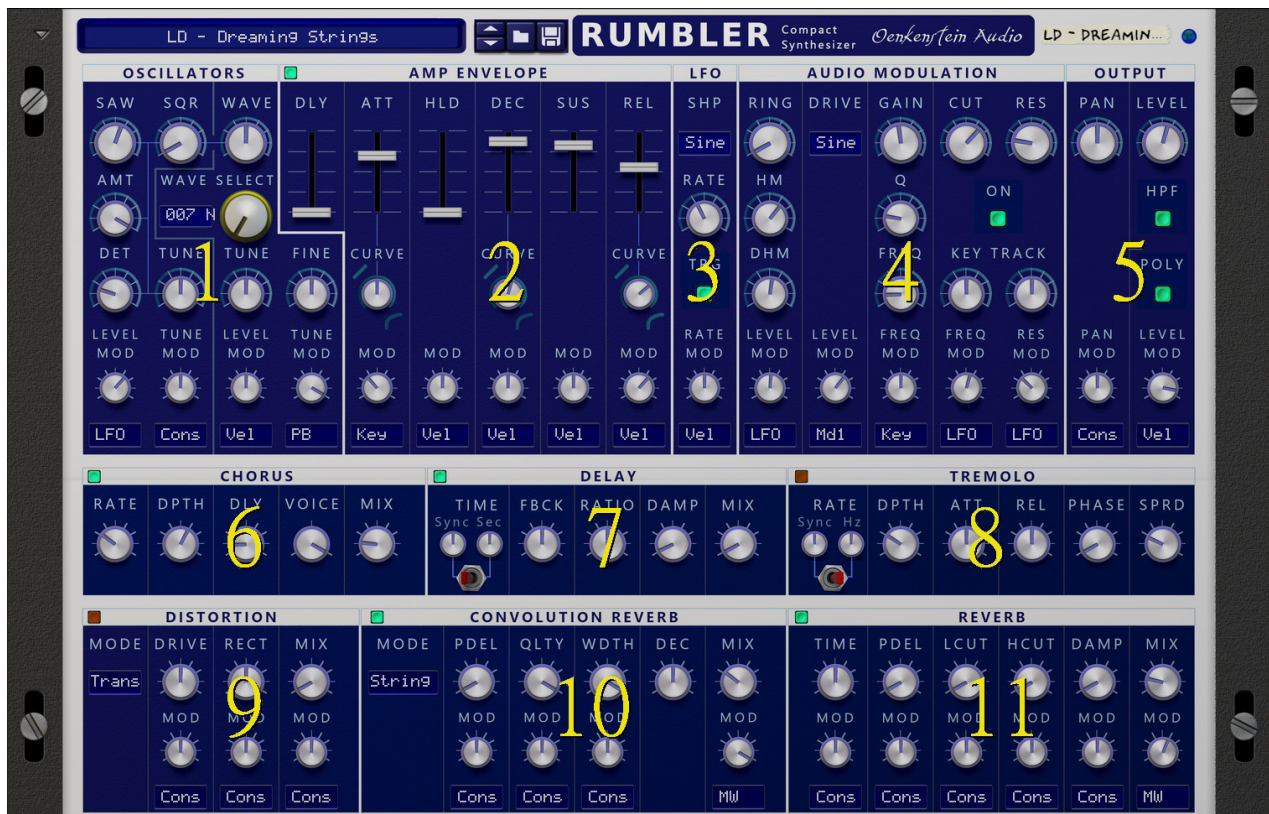 LD - Dreaming Strings
RUMBLER Compact Synthesizer Oenkenstein Audio
LD - DREAMIN...
OSCILLATORS AMP ENVELOPE LFO AUDIO MODULATION OUTPUT
SAW SQR WAVE DLY ATT HLD DEC SUS REL SHP RING DRIVE GAIN CUT RES PAN LEVEL
Sine Sine
AMT WAVE SELECT RATE HM Q ON HPF
007 N
DET TUNE TUNE FINE CURVE CURVE CURVE TRG DHM FREQ KEY TRACK POLY
1 2 3 4 5
LEVEL TUNE LEVEL TUNE RATE LEVEL LEVEL FREQ FREQ RES PAN LEVEL
MOD MOD MOD MOD MOD MOD MOD MOD MOD MOD MOD MOD MOD MOD MOD MOD MOD
LFO Cons Vel PB Key Vel Vel Vel Vel Vel LFO Md1 Key LFO LFO Cons Vel
CHORUS DELAY TREMOLO
RATE DPTH DLY VOICE MIX TIME FBCK RATIO DAMP MIX RATE DPTH ATT REL PHASE SPRD
Sync Sec Sync Hz
6 7 8
DISTORTION CONVOLUTION REVERB REVERB
MODE DRIVE RECT MIX MODE PDEL QLTY WDTH DEC MIX TIME PDEL LCUT HCUT DAMP MIX
Trans String
9 10 11
MOD MOD MOD MOD MOD MOD MOD MOD MOD MOD MOD MOD MOD
Cons Cons Cons Cons Cons Cons MW Cons Cons Cons Cons Cons MW